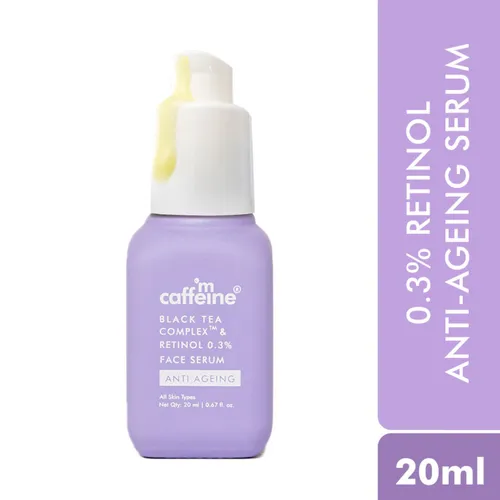 'm
caffeine®
BLACK TEA
COMPLEX™ &
RETINOL 0.3%
FACE SERUM
ANTI AGEING
All Skin Types
Net Qty: 20 ml | 0.67 fl. oz.
0.3% RETINOL
ANTI-AGEING SERUM
20ml